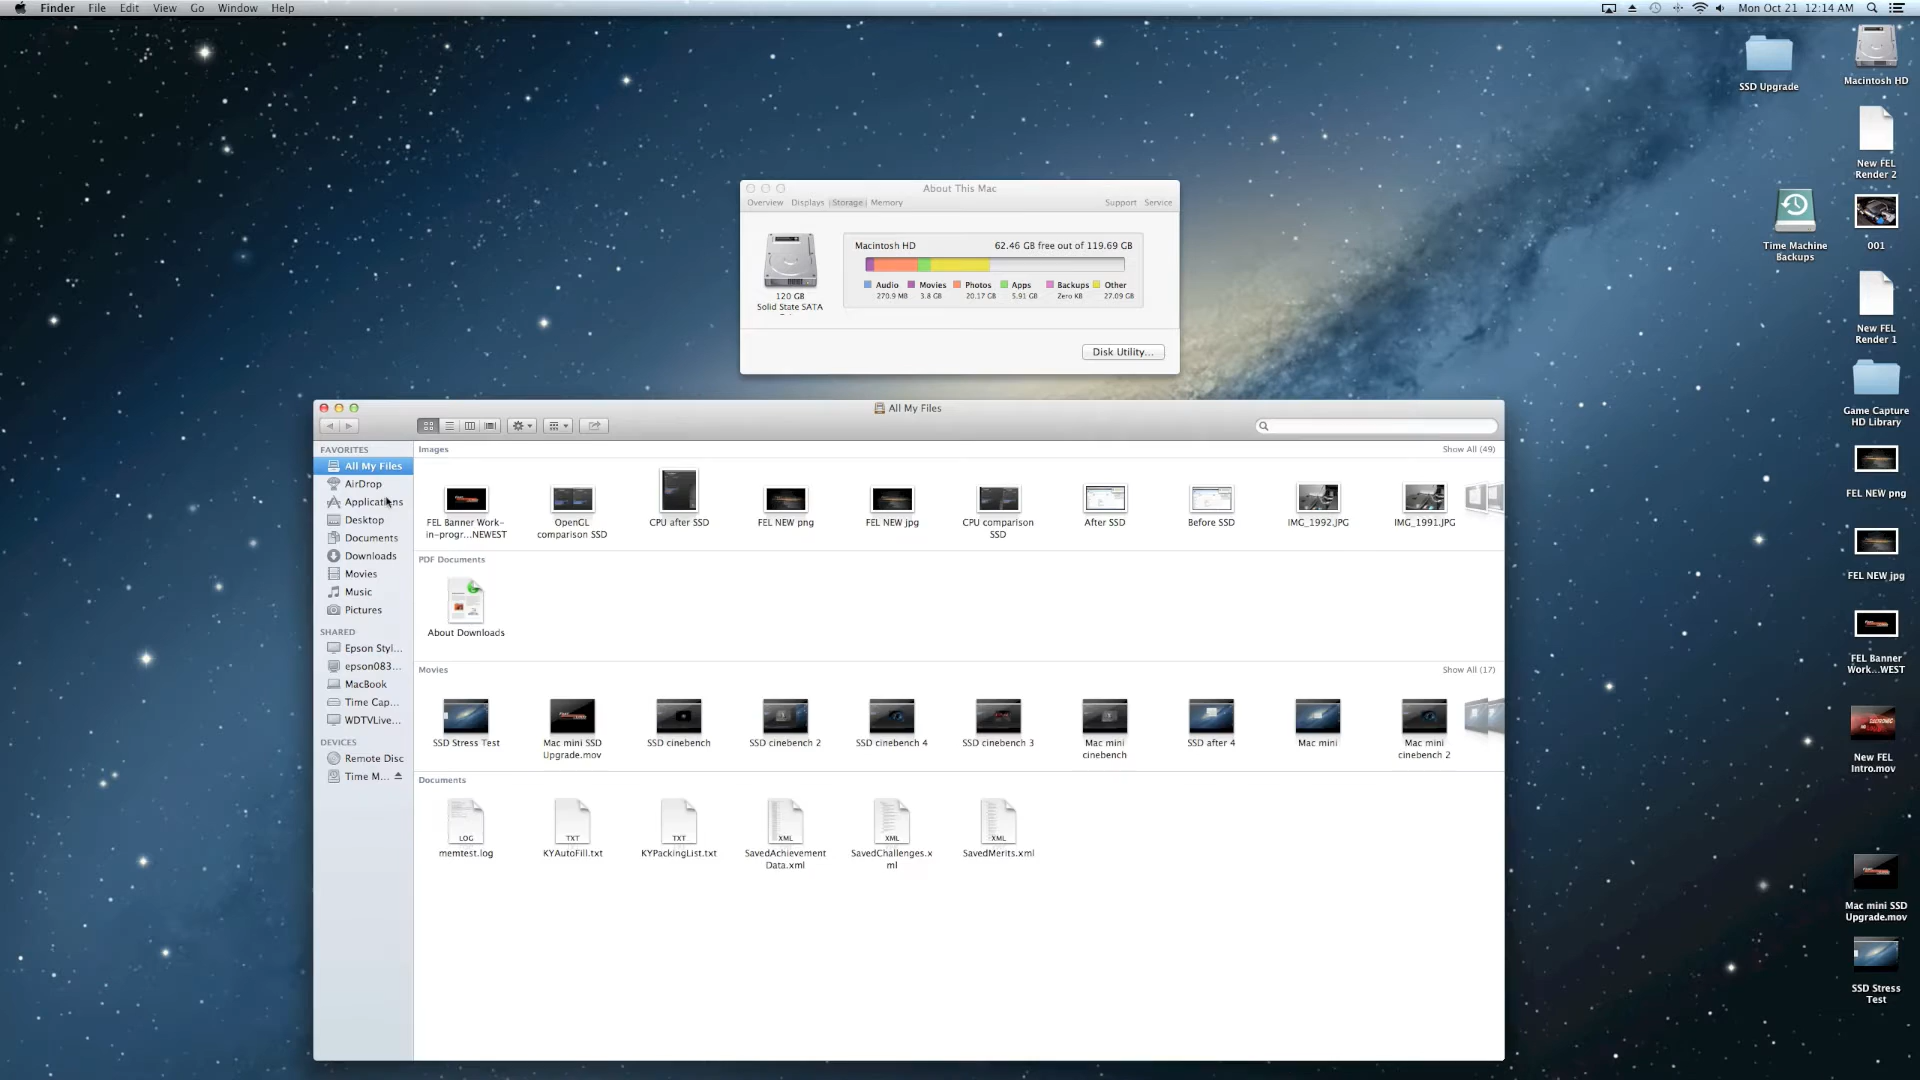 Finder File Edit View Go Window Help
Mon Oct 21 12:14 AM
SSD Upgrade
Macintosh HD
New FEL
Render 2
Time Machine
Backups
001
New FEL
Render 1
Game Capture
HD Library
FEL NEW png
FEL NEW jpg
FEL Banner
Work...WEST
New FEL
Intro.mov
Mac mini SSD
Upgrade.mov
SSD Stress
Test
About This Mac
Overview Displays Storage Memory Support Service
Macintosh HD 62.46 GB free out of 119.69 GB
Audio Movies Photos Apps Backups Other
270.9 MB 3.8 GB 20.17 GB 5.91 GB Zero KB 27.09 GB
120 GB
Solid State SATA
Disk Utility...
All My Files
FAVORITES
All My Files
AirDrop
Applications
Desktop
Documents
Downloads
Movies
Music
Pictures
SHARED
Epson Styl...
epson083...
MacBook
Time Cap...
WDTVLive...
DEVICES
Remote Disc
Time M...
Images Show All (49)
FEL Banner Work-
in-progr...NEWEST
OpenGL
comparison SSD
CPU after SSD
FEL NEW png
FEL NEW jpg
CPU comparison
SSD
After SSD
Before SSD
IMG_1992.JPG
IMG_1991.JPG
PDF Documents
About Downloads
Movies Show All (17)
SSD Stress Test
Mac mini SSD
Upgrade.mov
SSD cinebench
SSD cinebench 2
SSD cinebench 4
SSD cinebench 3
Mac mini
cinebench
SSD after 4
Mac mini
Mac mini
cinebench 2
Documents
LOG
memtest.log
TXT
KYAutoFill.txt
TXT
KYPackingList.txt
XML
SavedAchievement
Data.xml
XML
SavedChallenges.x
ml
XML
SavedMerits.xml